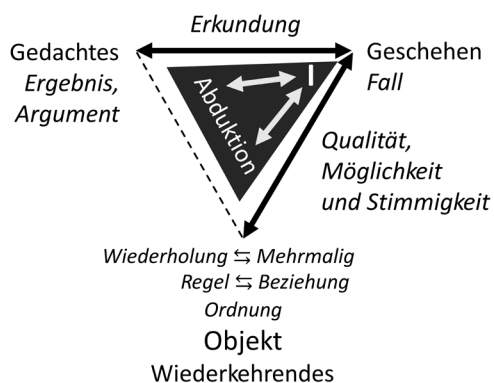 Erkundung
Gedachtes
Ergebnis,
Argument
Geschehen
Fall
Abduktion
I
Qualität,
Möglichkeit
und Stimmigkeit
Wiederholung ⇆ Mehrmalig
Regel ⇆ Beziehung
Ordnung
Objekt
Wiederkehrendes